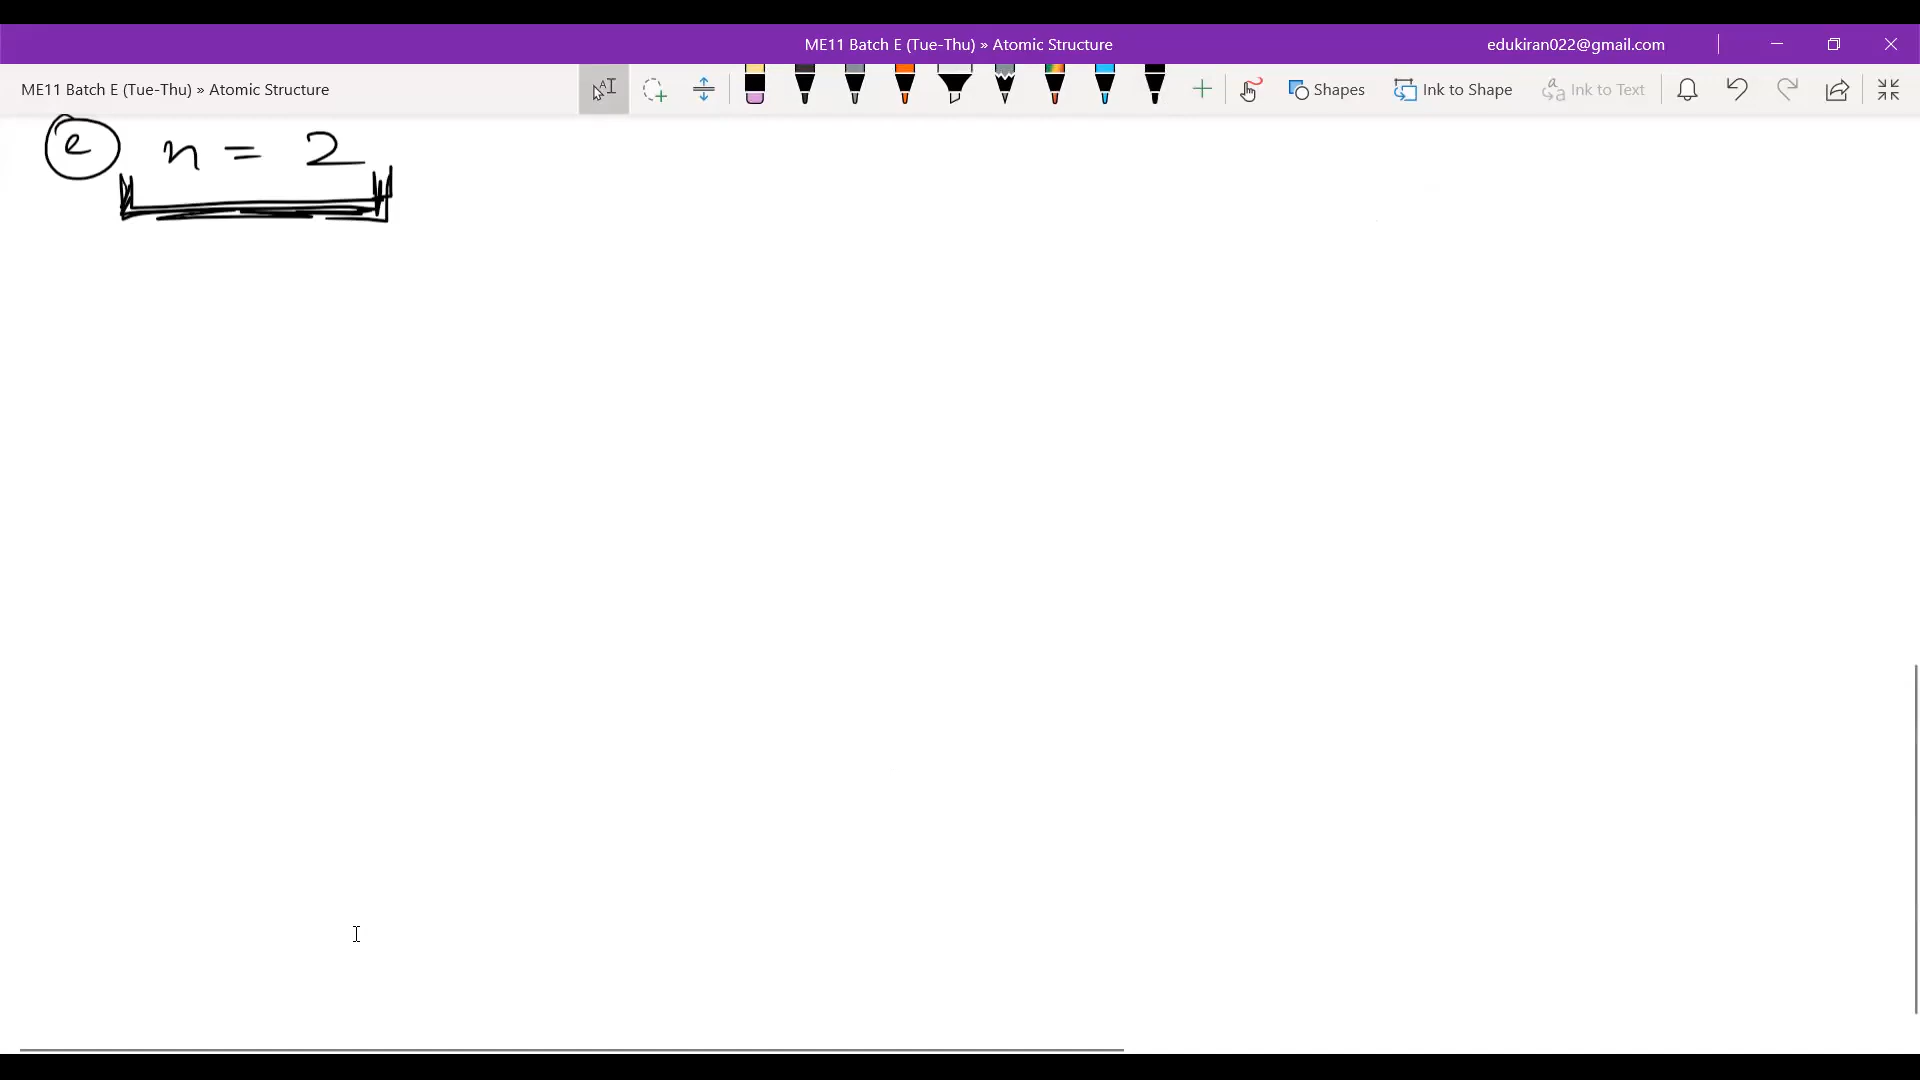 ME11 Batch E (Tue-Thu) » Atomic Structure
edukiran022@gmail.com
ME11 Batch E (Tue-Thu) » Atomic Structure
Shapes
Ink to Shape
Ink to Text
e n = 2